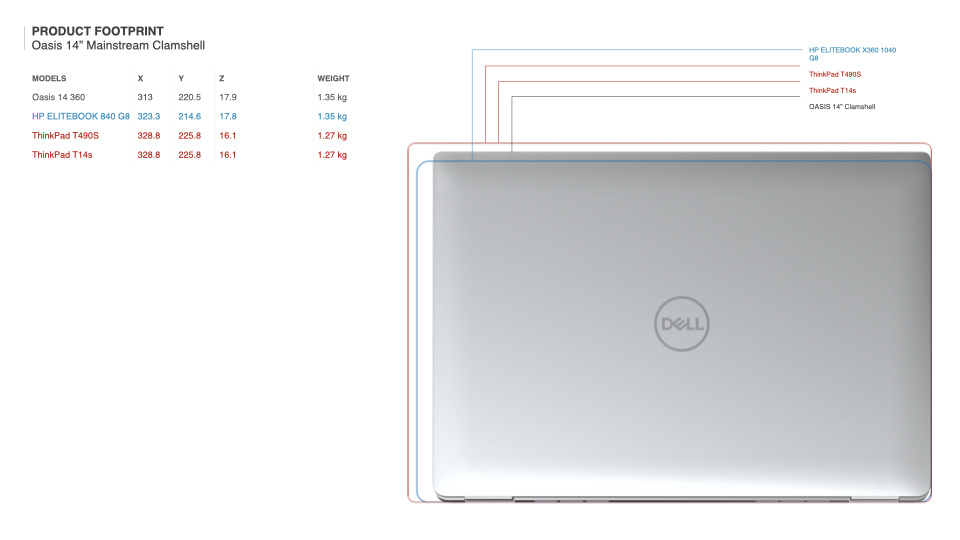 PRODUCT FOOTPRINT
Oasis 14” Mainstream Clamshell
MODELS X Y Z WEIGHT
Oasis 14 360 313 220.5 17.9 1.35 kg
HP ELITEBOOK 840 G8 323.3 214.6 17.8 1.35 kg
ThinkPad T490S 328.8 225.8 16.1 1.27 kg
ThinkPad T14s 328.8 225.8 16.1 1.27 kg
HP ELITEBOOK X360 1040
G8
ThinkPad T490S
ThinkPad T14s
OASIS 14” Clamshell
DELL